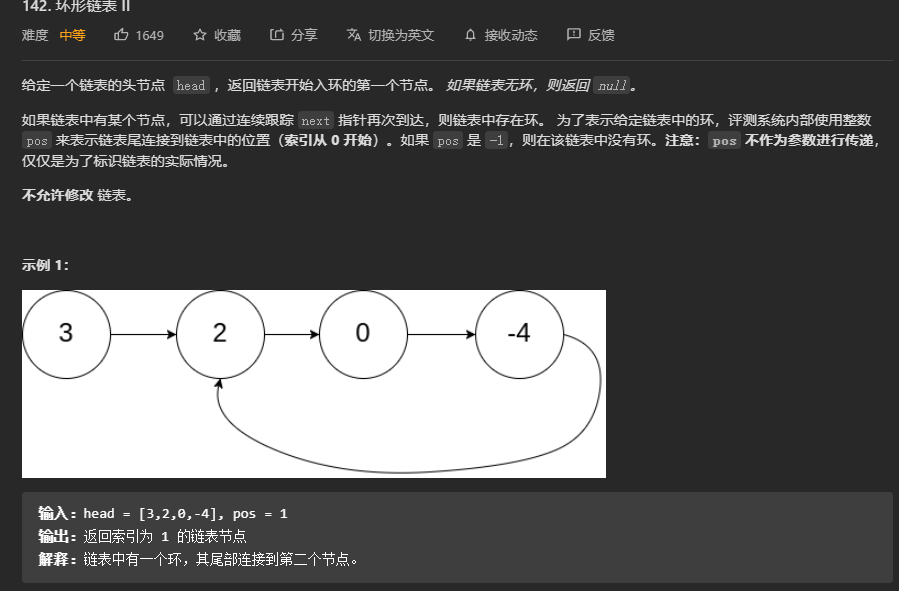 142. 环形链表 II
难度 中等 1649 收藏 分享 切换为英文 接收动态 反馈
给定一个链表的头节点 head ，返回链表开始入环的第一个节点。 如果链表无环，则返回 null。
如果链表中有某个节点，可以通过连续跟踪 next 指针再次到达，则链表中存在环。 为了表示给定链表中的环，评测系统内部使用整数
pos 来表示链表尾连接到链表中的位置（索引从 0 开始）。如果 pos 是 -1，则在该链表中没有环。注意：pos 不作为参数进行传递，
仅仅是为了标识链表的实际情况。
不允许修改 链表。
示例 1：
3 2 0 -4
输入：head = [3,2,0,-4], pos = 1
输出：返回索引为 1 的链表节点
解释：链表中有一个环，其尾部连接到第二个节点。